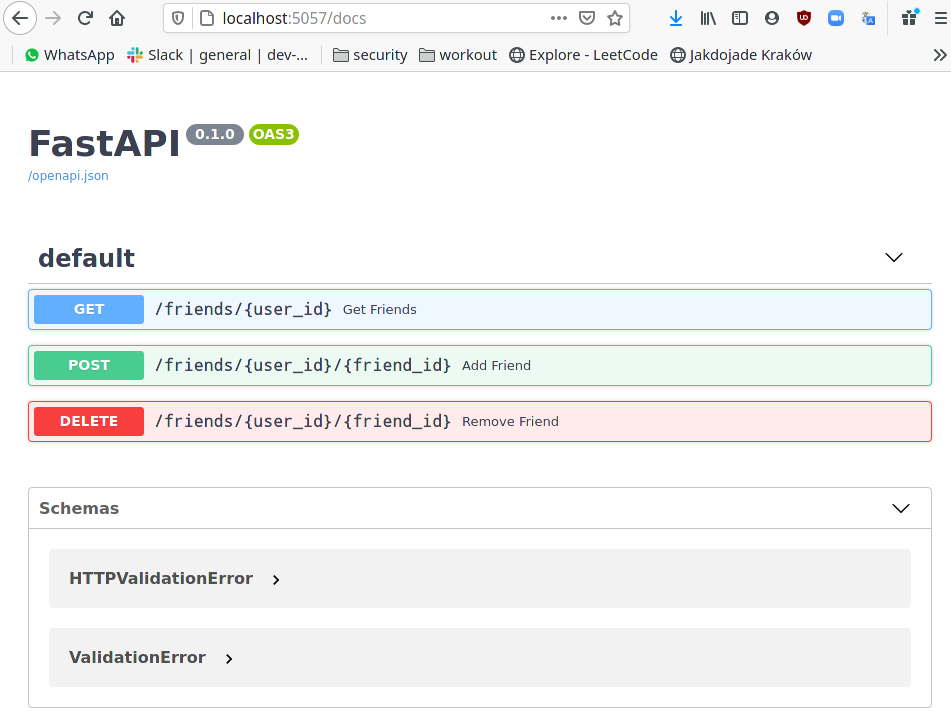 localhost:5057/docs
WhatsApp Slack | general | dev-... security workout Explore - LeetCode Jakdojade Kraków
FastAPI 0.1.0 OAS3
/openapi.json
default
GET /friends/{user_id} Get Friends
POST /friends/{user_id}/{friend_id} Add Friend
DELETE /friends/{user_id}/{friend_id} Remove Friend
Schemas
HTTPValidationError
ValidationError